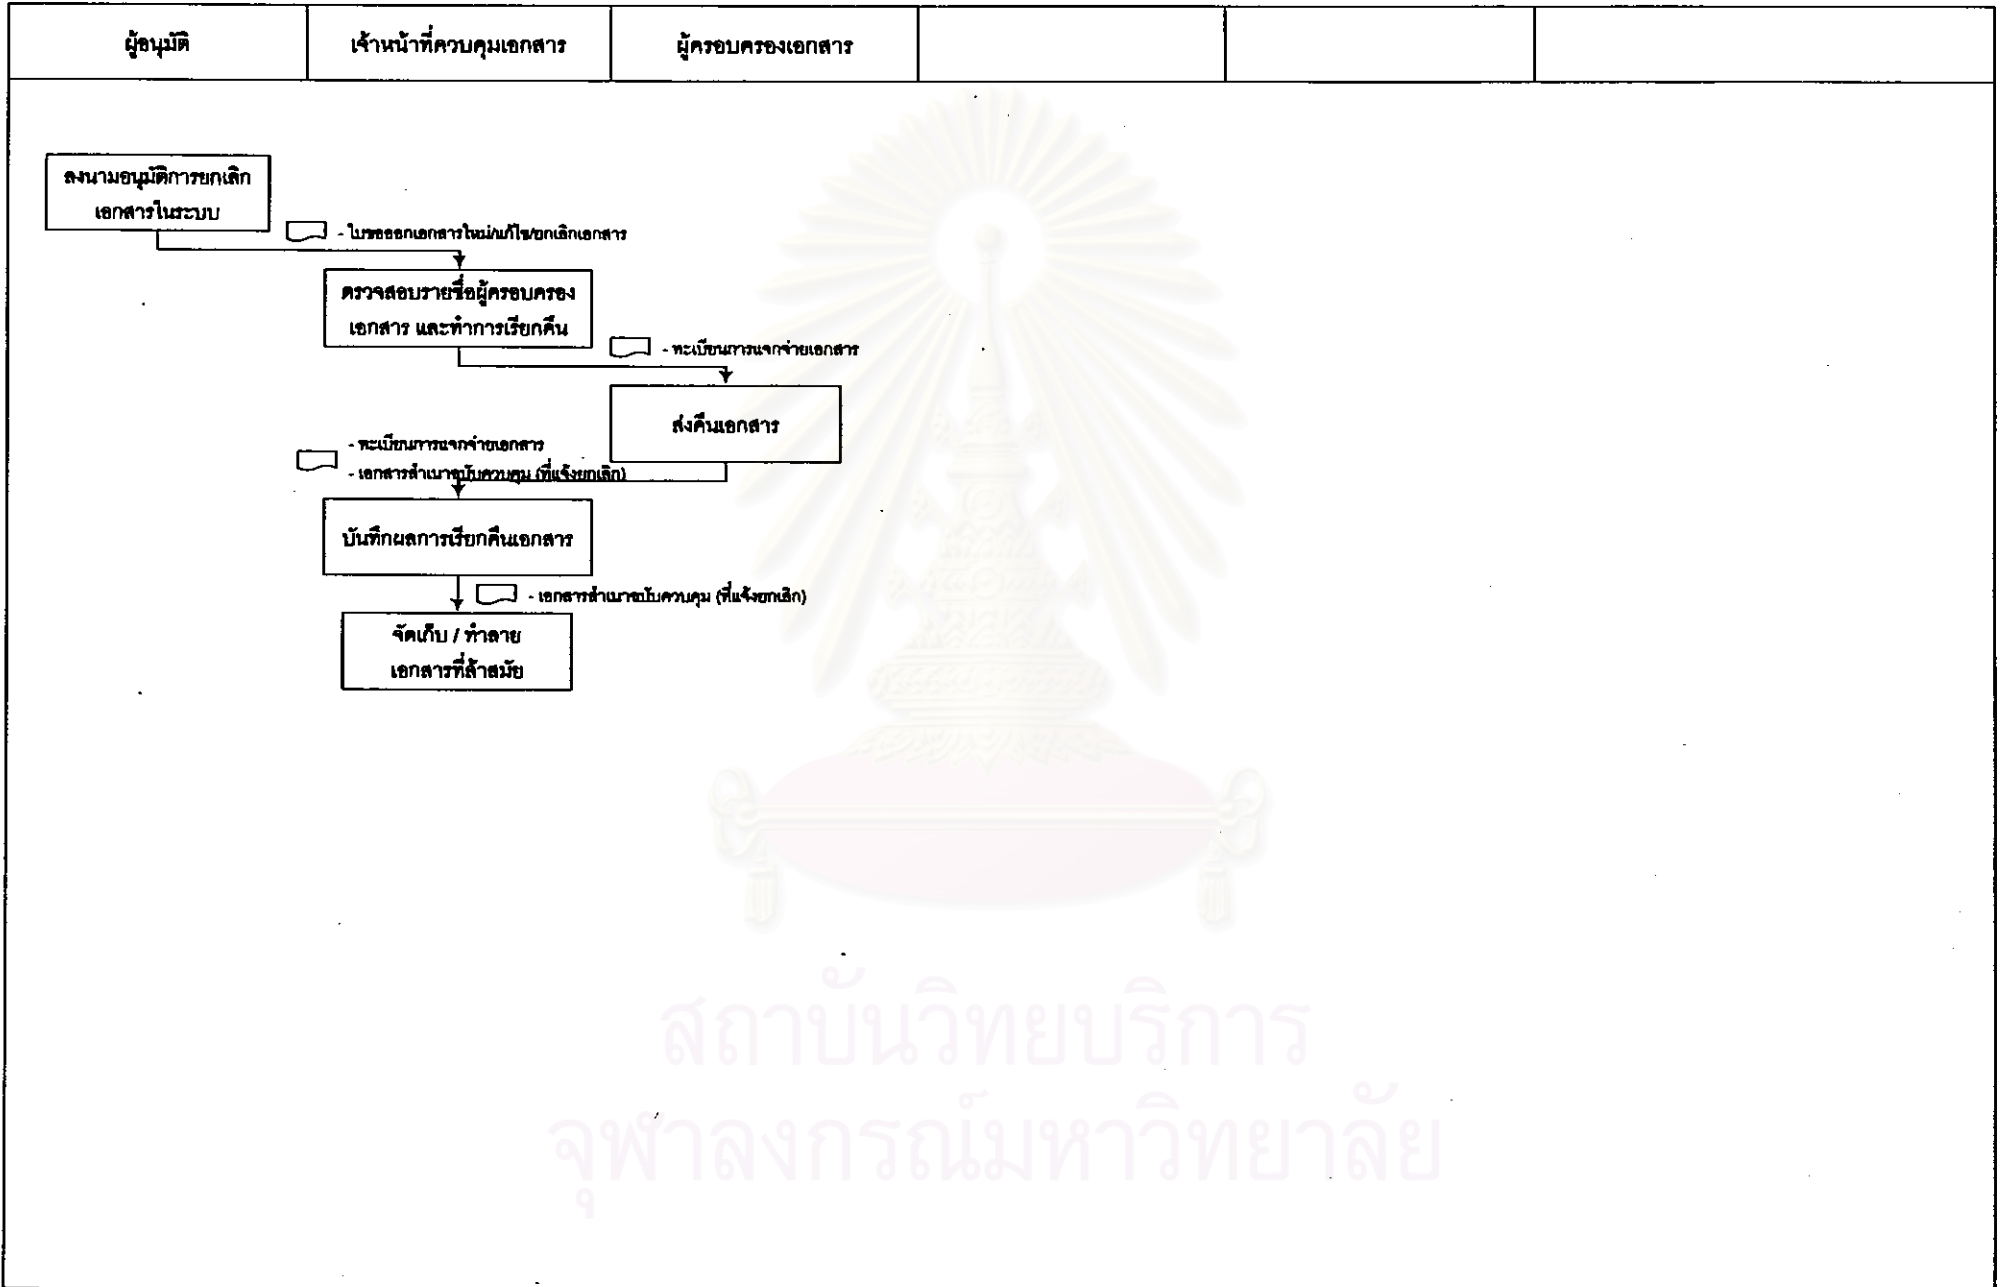 ผู้อนุมัติ
เจ้าหน้าที่ควบคุมเอกสาร
ผู้ครอบครองเอกสาร
ลงนามอนุมัติการยกเลิก
เอกสารในระบบ
- ใบขอออกเอกสารใหม่/แก้ไข/ยกเลิกเอกสาร
ตรวจสอบรายชื่อผู้ครอบครอง
เอกสาร และทำการเรียกคืน
- ทะเบียนการแจกจ่ายเอกสาร
ส่งคืนเอกสาร
- ทะเบียนการแจกจ่ายเอกสาร
- เอกสารสำเนาฉบับควบคุม (ที่แจ้งยกเลิก)
บันทึกผลการเรียกคืนเอกสาร
- เอกสารสำเนาฉบับควบคุม (ที่แจ้งยกเลิก)
จัดเก็บ / ทำลาย
เอกสารที่ล้าสมัย
สถาบันวิทยบริการ
จุฬาลงกรณ์มหาวิทยาลัย